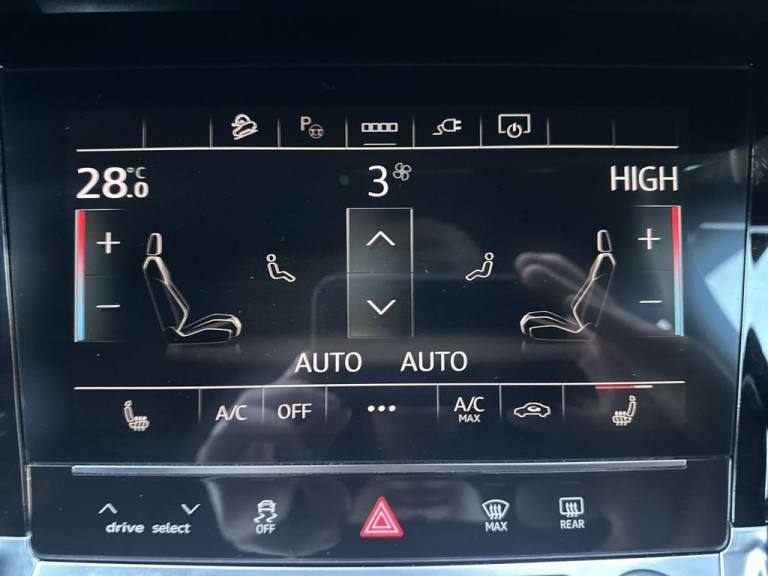 P
28.0 °C 3 HIGH
+ +
− −
AUTO AUTO
A/C OFF ••• A/C MAX
drive select OFF MAX REAR